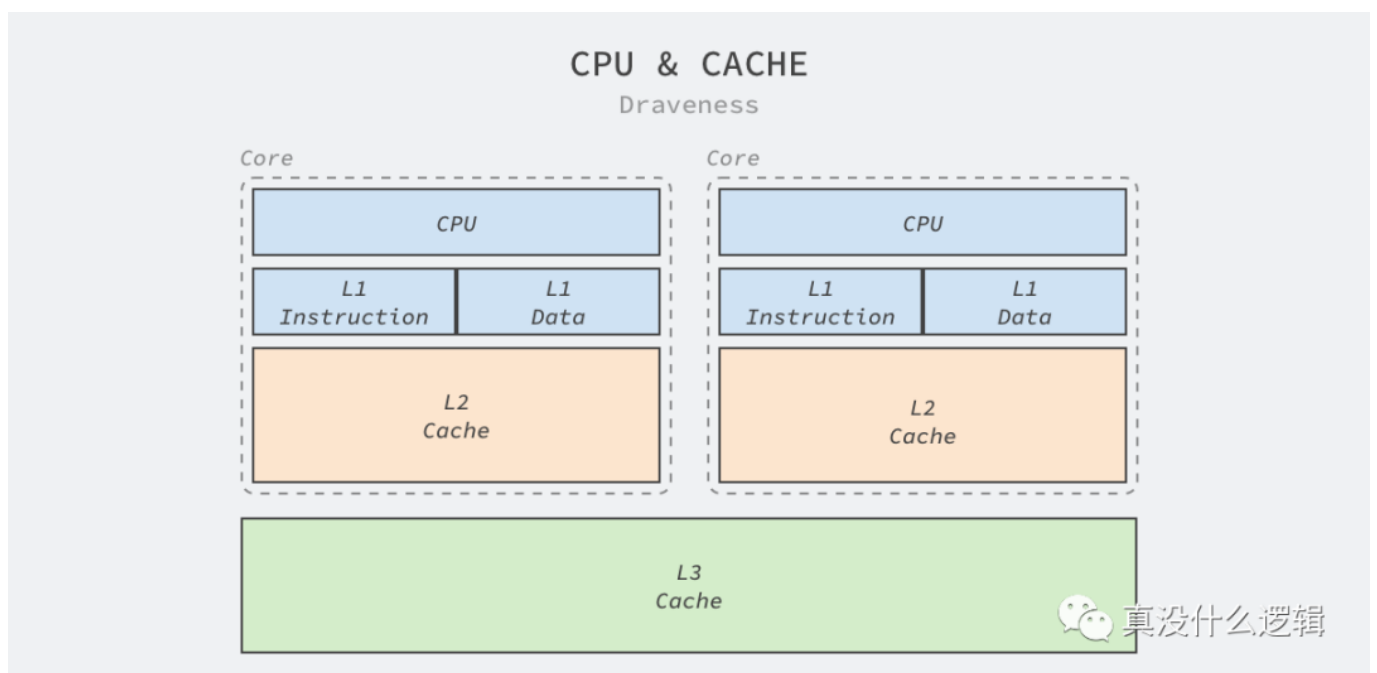 CPU & CACHE
Draveness
Core
CPU
L1
Instruction
L1
Data
L2
Cache
Core
CPU
L1
Instruction
L1
Data
L2
Cache
L3
Cache
真没什么逻辑